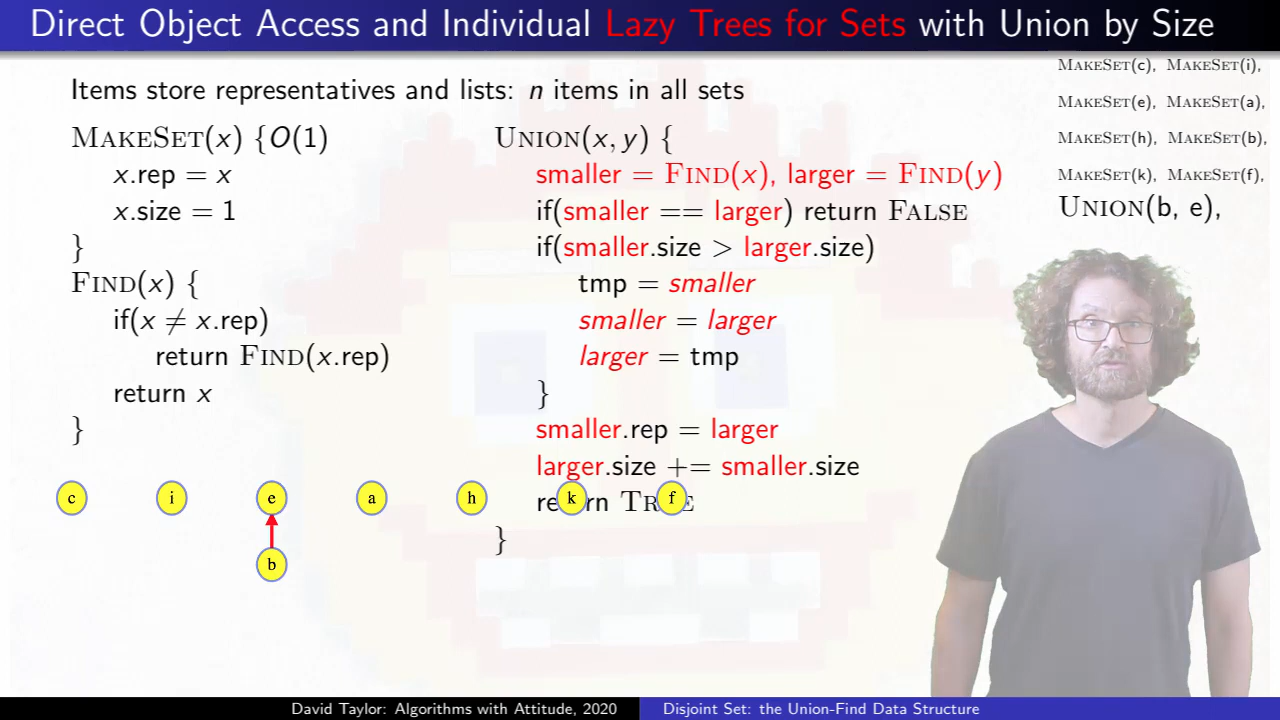 Direct Object Access and Individual Lazy Trees for Sets with Union by Size
Items store representatives and lists: n items in all sets
MAKESET(x) {O(1)
x.rep = x
x.size = 1
}
FIND(x) {
if(x ≠ x.rep)
return FIND(x.rep)
return x
}
UNION(x, y) {
smaller = FIND(x), larger = FIND(y)
if(smaller == larger) return FALSE
if(smaller.size > larger.size)
tmp = smaller
smaller = larger
larger = tmp
}
smaller.rep = larger
larger.size += smaller.size
return TRUE
}
MAKESET(c), MAKESET(i),
MAKESET(e), MAKESET(a),
MAKESET(h), MAKESET(b),
MAKESET(k), MAKESET(f),
UNION(b, e),
c i e a h k f
b
David Taylor: Algorithms with Attitude, 2020 Disjoint Set: the Union-Find Data Structure